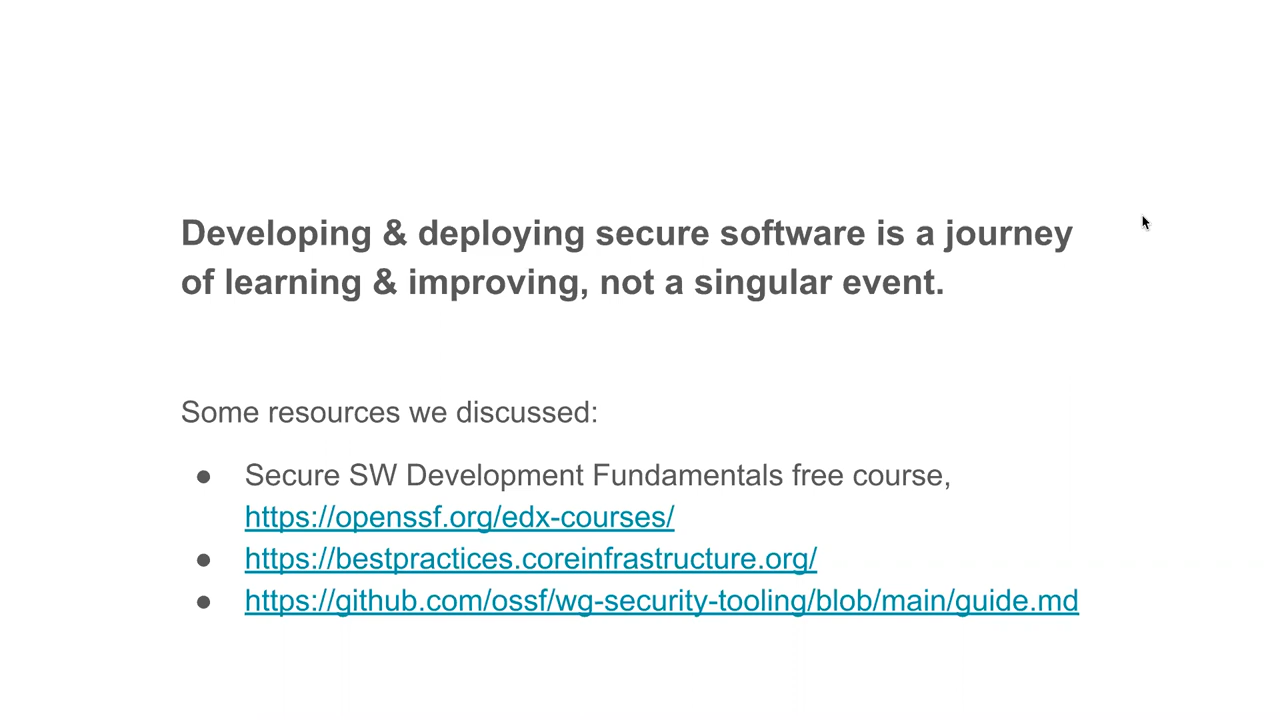 Developing & deploying secure software is a journey
of learning & improving, not a singular event.
Some resources we discussed:
● Secure SW Development Fundamentals free course,
https://openssf.org/edx-courses/
● https://bestpractices.coreinfrastructure.org/
● https://github.com/ossf/wg-security-tooling/blob/main/guide.md